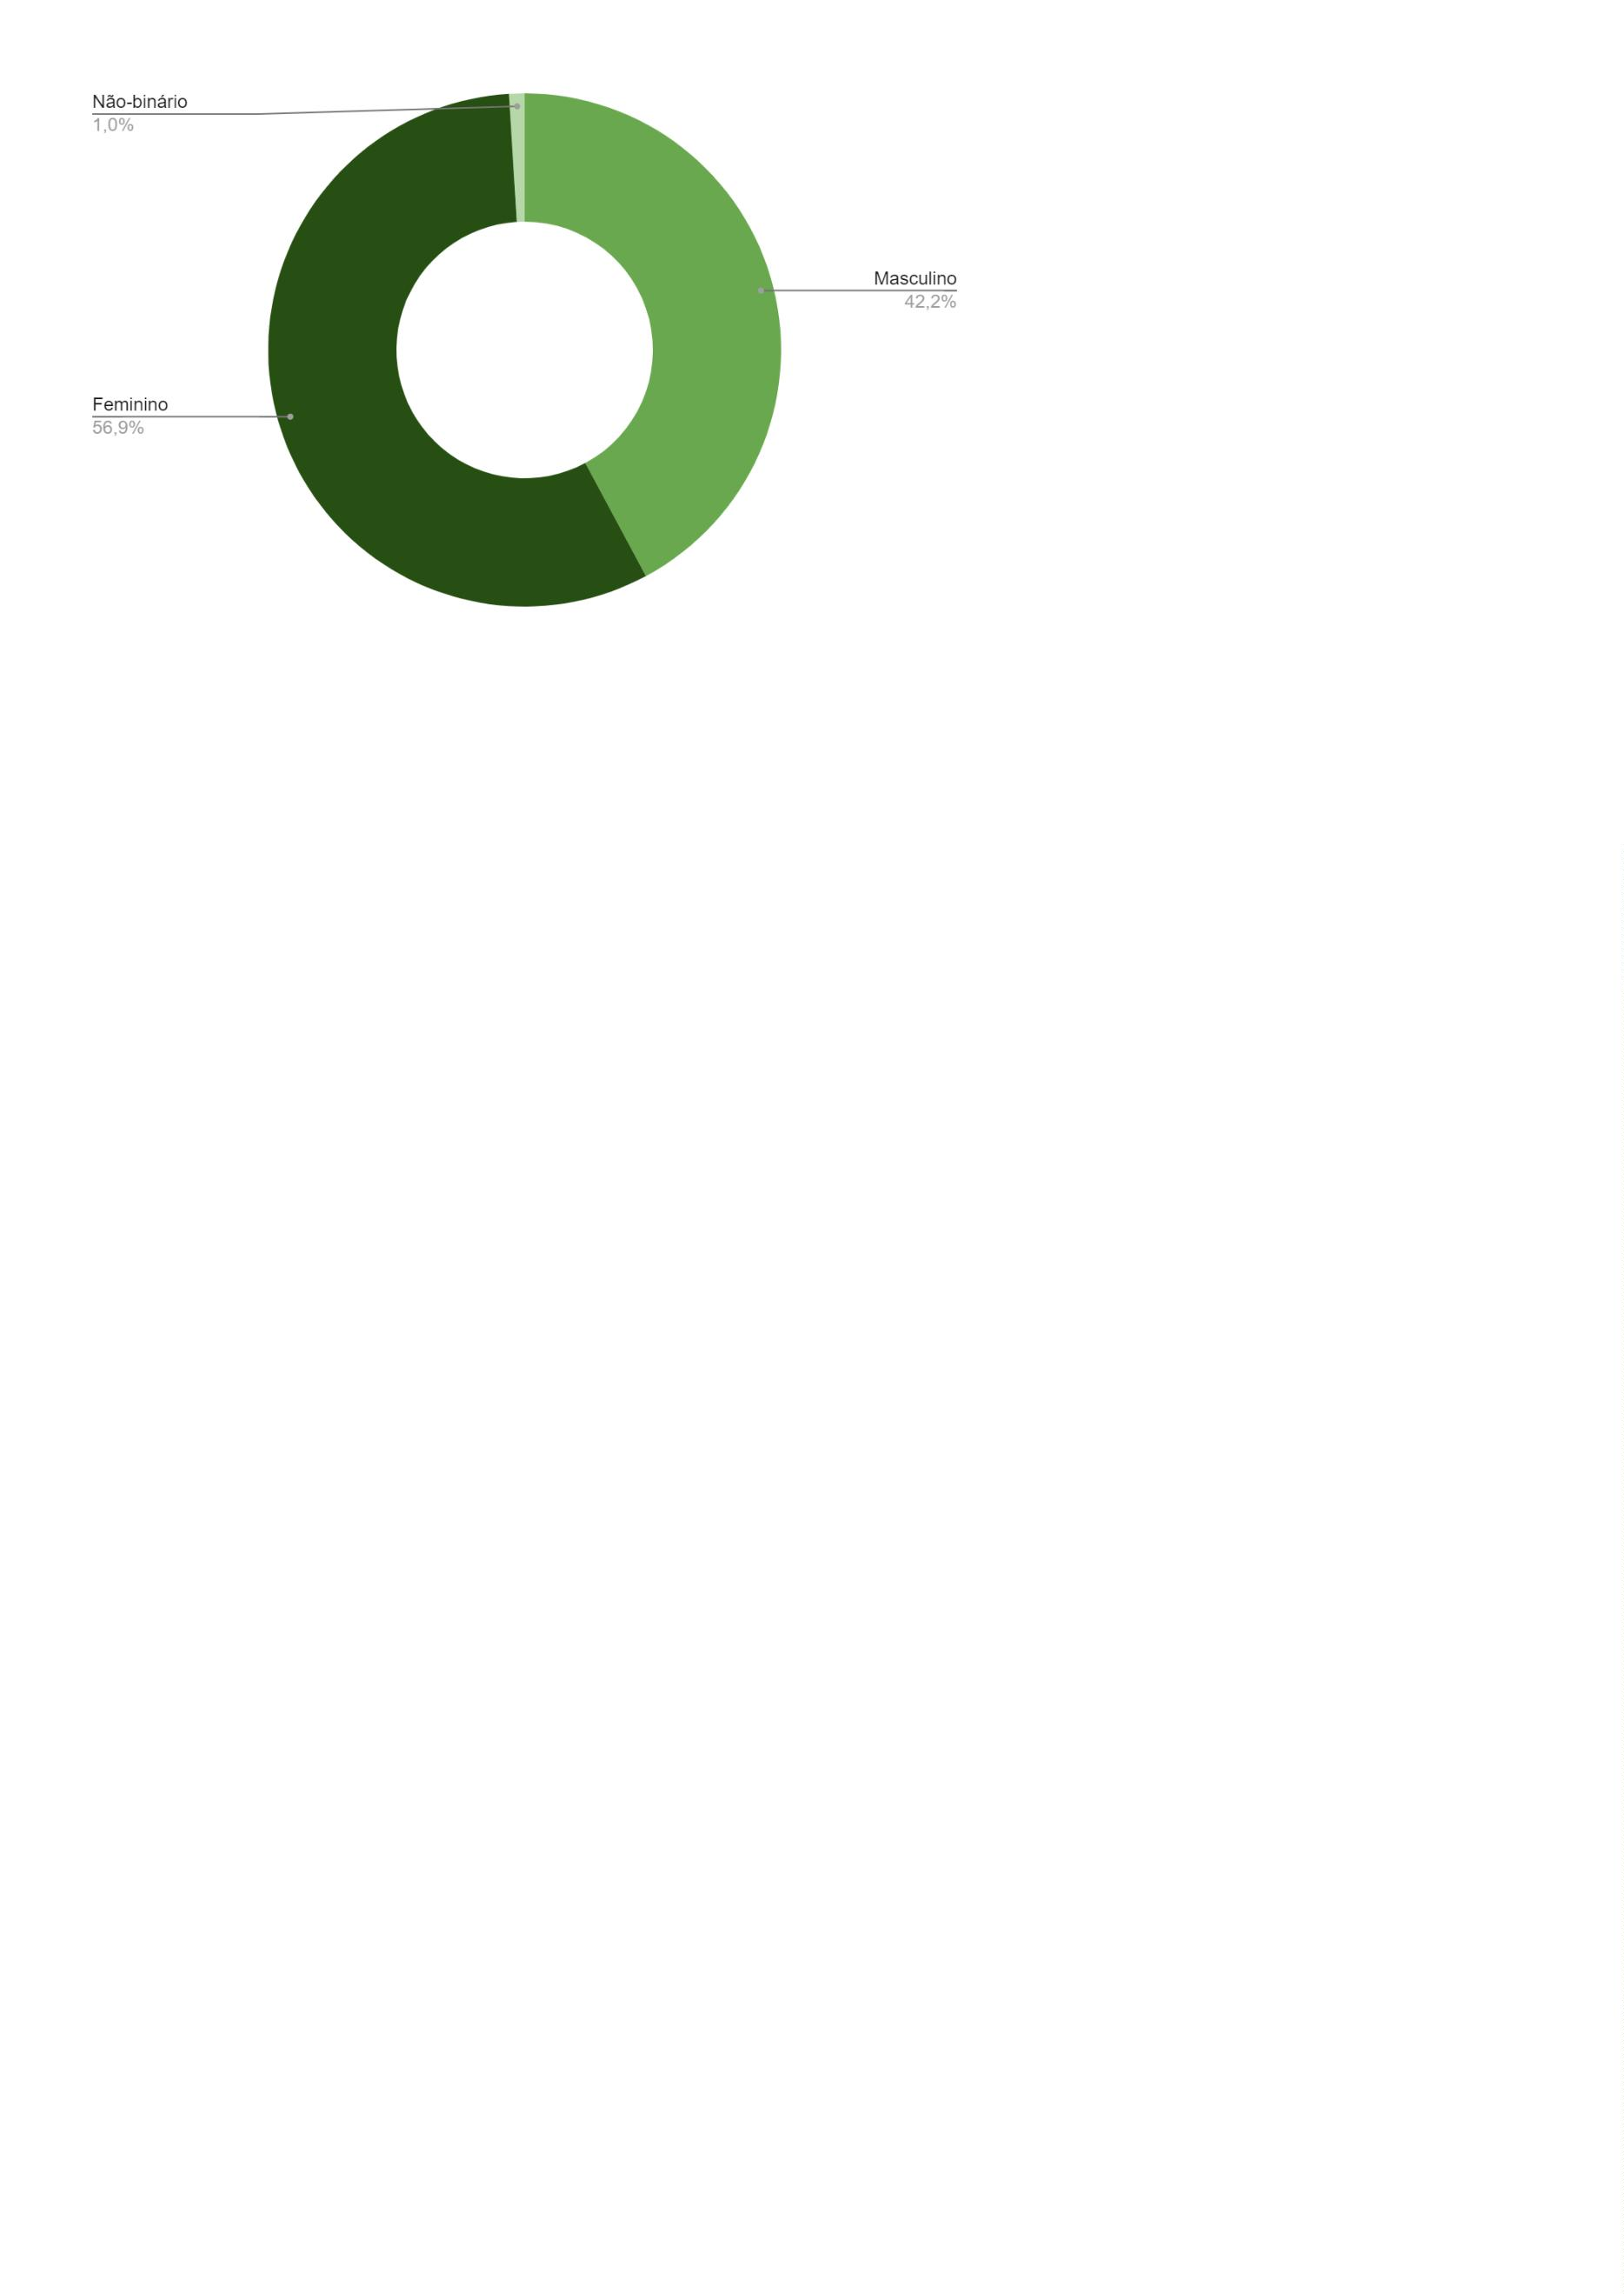 Não-binário
1,0%
Masculino
42,2%
Feminino
56,9%